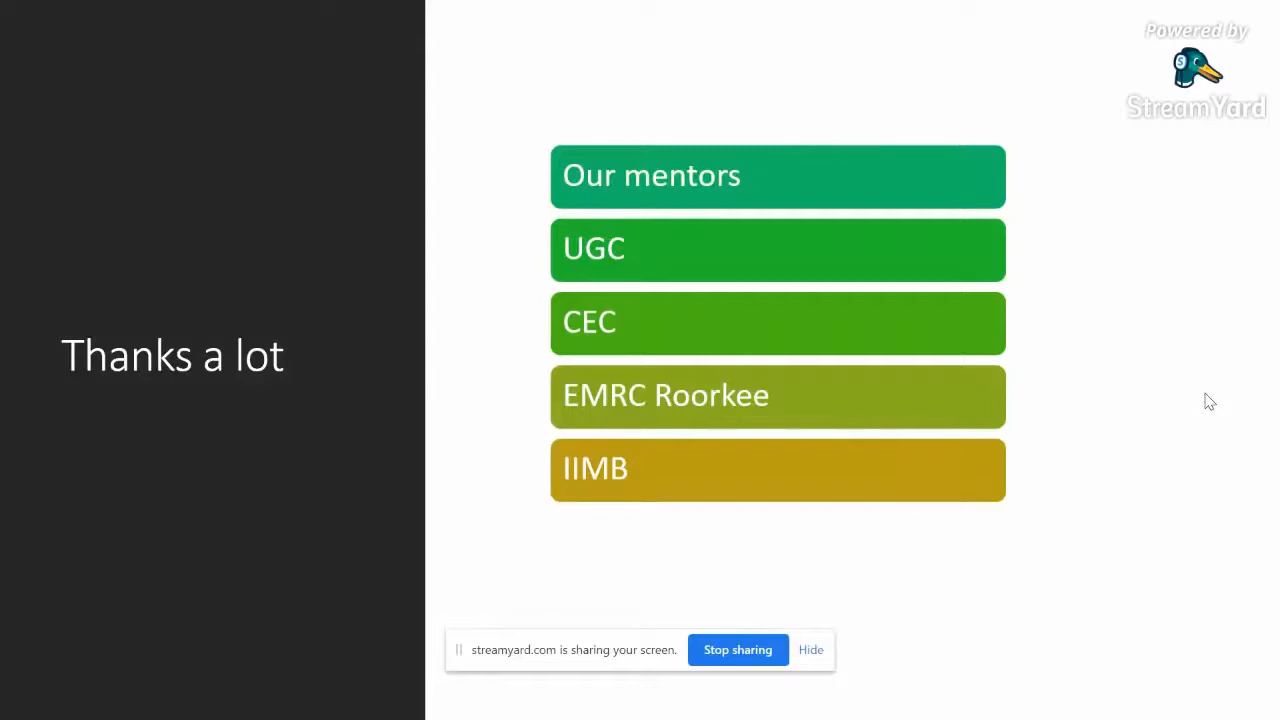 Powered by
StreamYard
Our mentors
UGC
CEC
Thanks a lot
EMRC Roorkee
IIMB
streamyard.com is sharing your screen.
Stop sharing
Hide